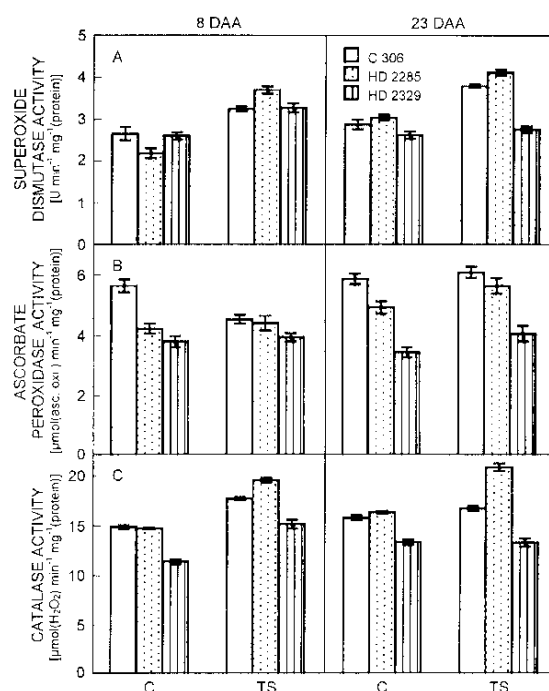 8 DAA
23 DAA
SUPEROXIDE
DISMUTASE ACTIVITY
[U min⁻¹ mg⁻¹(protein)]
5
4
3
2
1
0
A
C 306
HD 2285
HD 2329
ASCORBATE
PEROXIDASE ACTIVITY
[µmol(asc. oxi ) min⁻¹ mg⁻¹(protein)]
6
4
2
0
B
CATALASE ACTIVITY
[µmol(H₂O₂) min⁻¹ mg⁻¹(protein)]
20
15
10
5
0
C
C
TS
C
TS